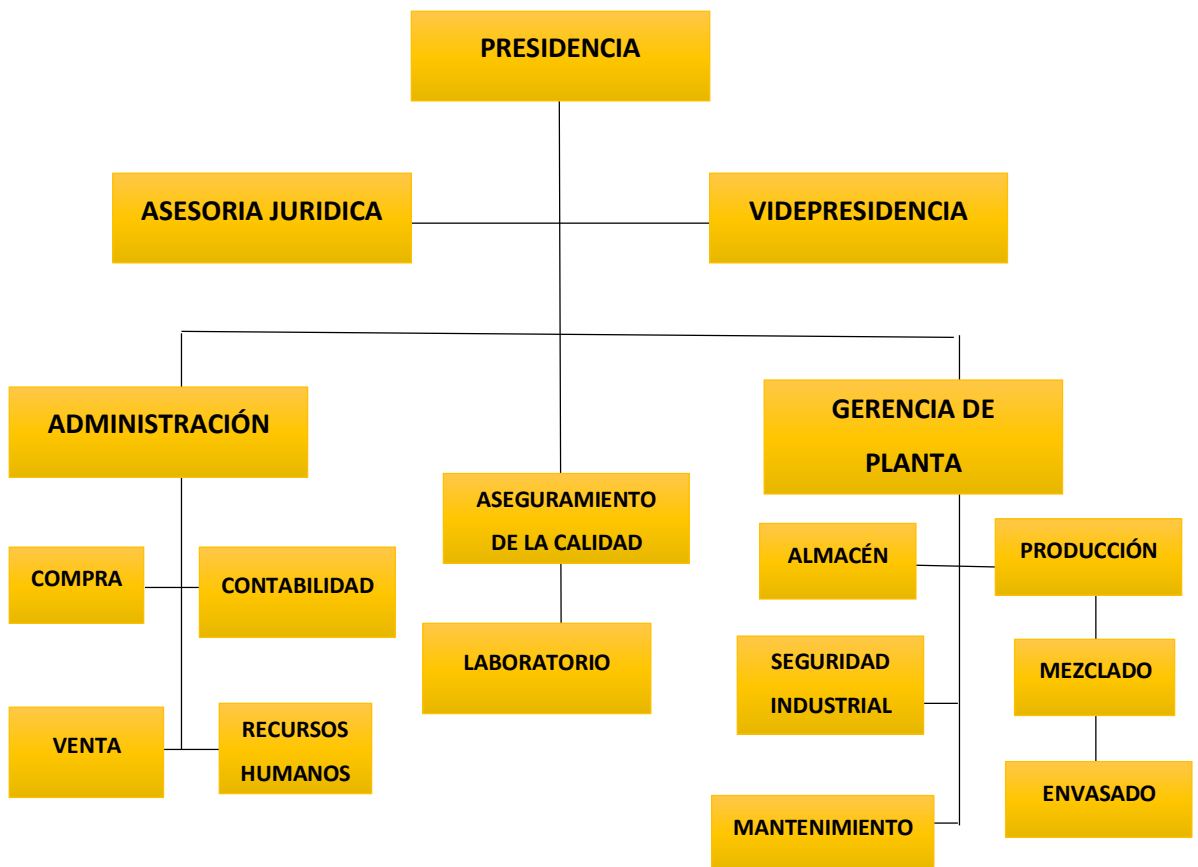 PRESIDENCIA
ASESORIA JURIDICA
VIDEPRESIDENCIA
ADMINISTRACIÓN
GERENCIA DE
PLANTA
ASEGURAMIENTO
DE LA CALIDAD
COMPRA
CONTABILIDAD
ALMACÉN
PRODUCCIÓN
LABORATORIO
SEGURIDAD
INDUSTRIAL
MEZCLADO
VENTA
RECURSOS
HUMANOS
MANTENIMIENTO
ENVASADO